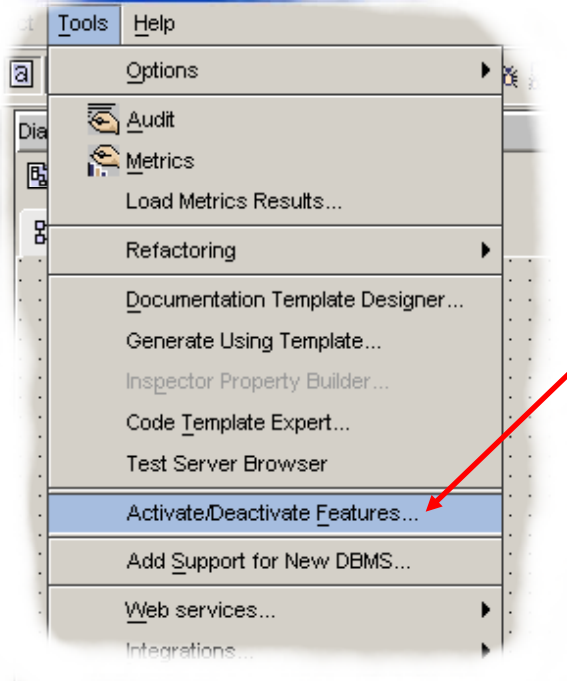 Tools Help
a
Options
Dia
Audit
Metrics
Load Metrics Results...
Refactoring
Documentation Template Designer...
Generate Using Template...
Inspector Property Builder...
Code Template Expert...
Test Server Browser
Activate/Deactivate Features...
Add Support for New DBMS...
Web services...
Integrations...